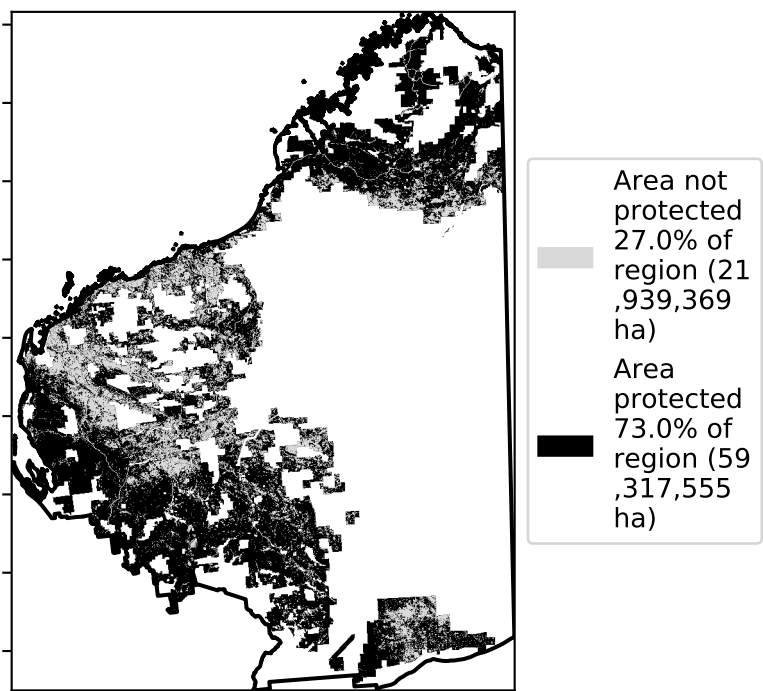 Area not
protected
27.0% of
region (21
,939,369
ha)
Area
protected
73.0% of
region (59
,317,555
ha)